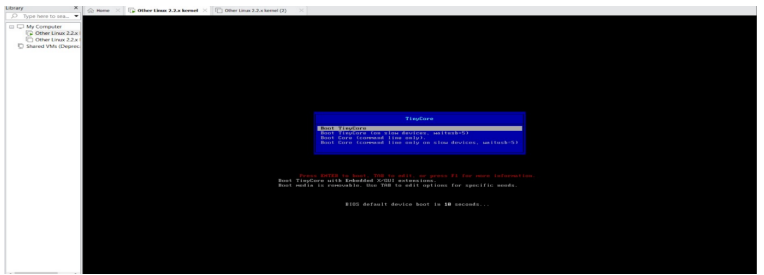 Library
Type here to sea...
My Computer
Other Linux 2.2.x
Other Linux 2.2.x
Shared VMs (Deprec
Home
Other Linux 2.2.x kernel
Other Linux 2.2.x kernel (2)
TinyCore
Boot TinyCore
Boot TinyCore (on slow devices, waitusb=5)
Boot Core (command line only).
Boot Core (command line only on slow devices, waitusb=5)
Press ENTER to boot, TAB to edit, or press F1 for more information.
Boot TinyCore with Embedded X/GUI extensions.
Boot media is removable. Use TAB to edit options for specific needs.
BIOS default device boot in 10 seconds...